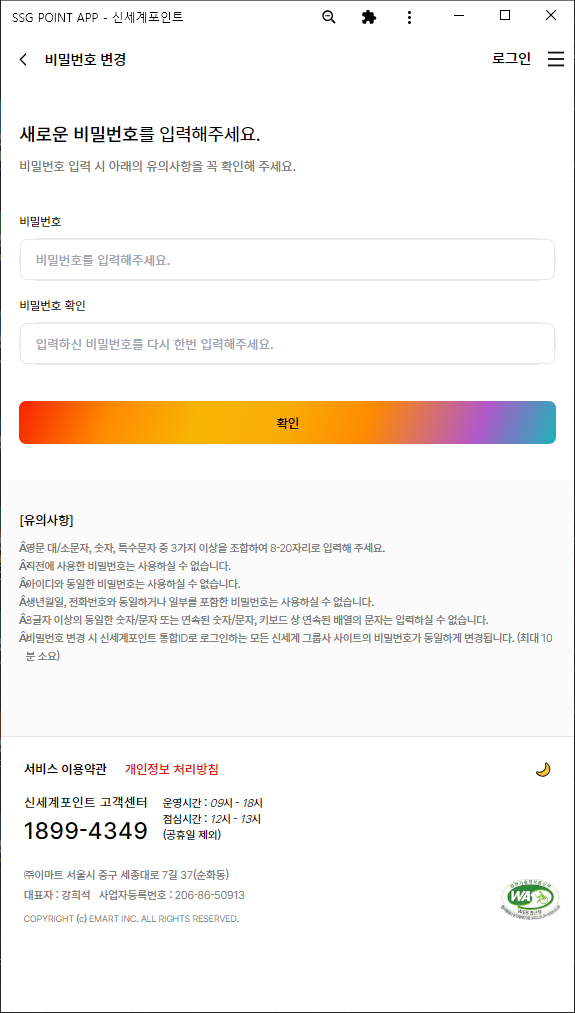 SSG POINT APP - 신세계포인트
비밀번호 변경
로그인
새로운 비밀번호를 입력해주세요.
비밀번호 입력 시 아래의 유의사항을 꼭 확인해 주세요.
비밀번호
비밀번호를 입력해주세요.
비밀번호 확인
입력하신 비밀번호를 다시 한번 입력해주세요.
확인
[유의사항]
Â영문 대/소문자, 숫자, 특수문자 중 3가지 이상을 조합하여 8-20자리로 입력해 주세요.
Â직전에 사용한 비밀번호는 사용하실 수 없습니다.
Â아이디와 동일한 비밀번호는 사용하실 수 없습니다.
Â생년월일, 전화번호와 동일하거나 일부를 포함한 비밀번호는 사용하실 수 없습니다.
Â3글자 이상의 동일한 숫자/문자 또는 연속된 숫자/문자, 키보드 상 연속된 배열의 문자는 입력하실 수 없습니다.
Â비밀번호 변경 시 신세계포인트 통합ID로 로그인하는 모든 신세계 그룹사 사이트의 비밀번호가 동일하게 변경됩니다. (최대 10
분 소요)
서비스 이용약관
개인정보 처리방침
신세계포인트 고객센터
1899-4349
운영시간 : 09시 - 18시
점심시간 : 12시 - 13시
(공휴일 제외)
㈜이마트 서울시 중구 세종대로 7길 37(순화동)
대표자 : 강희석 사업자등록번호 : 206-86-50913
COPYRIGHT (c) EMART INC. ALL RIGHTS RESERVED.
WA